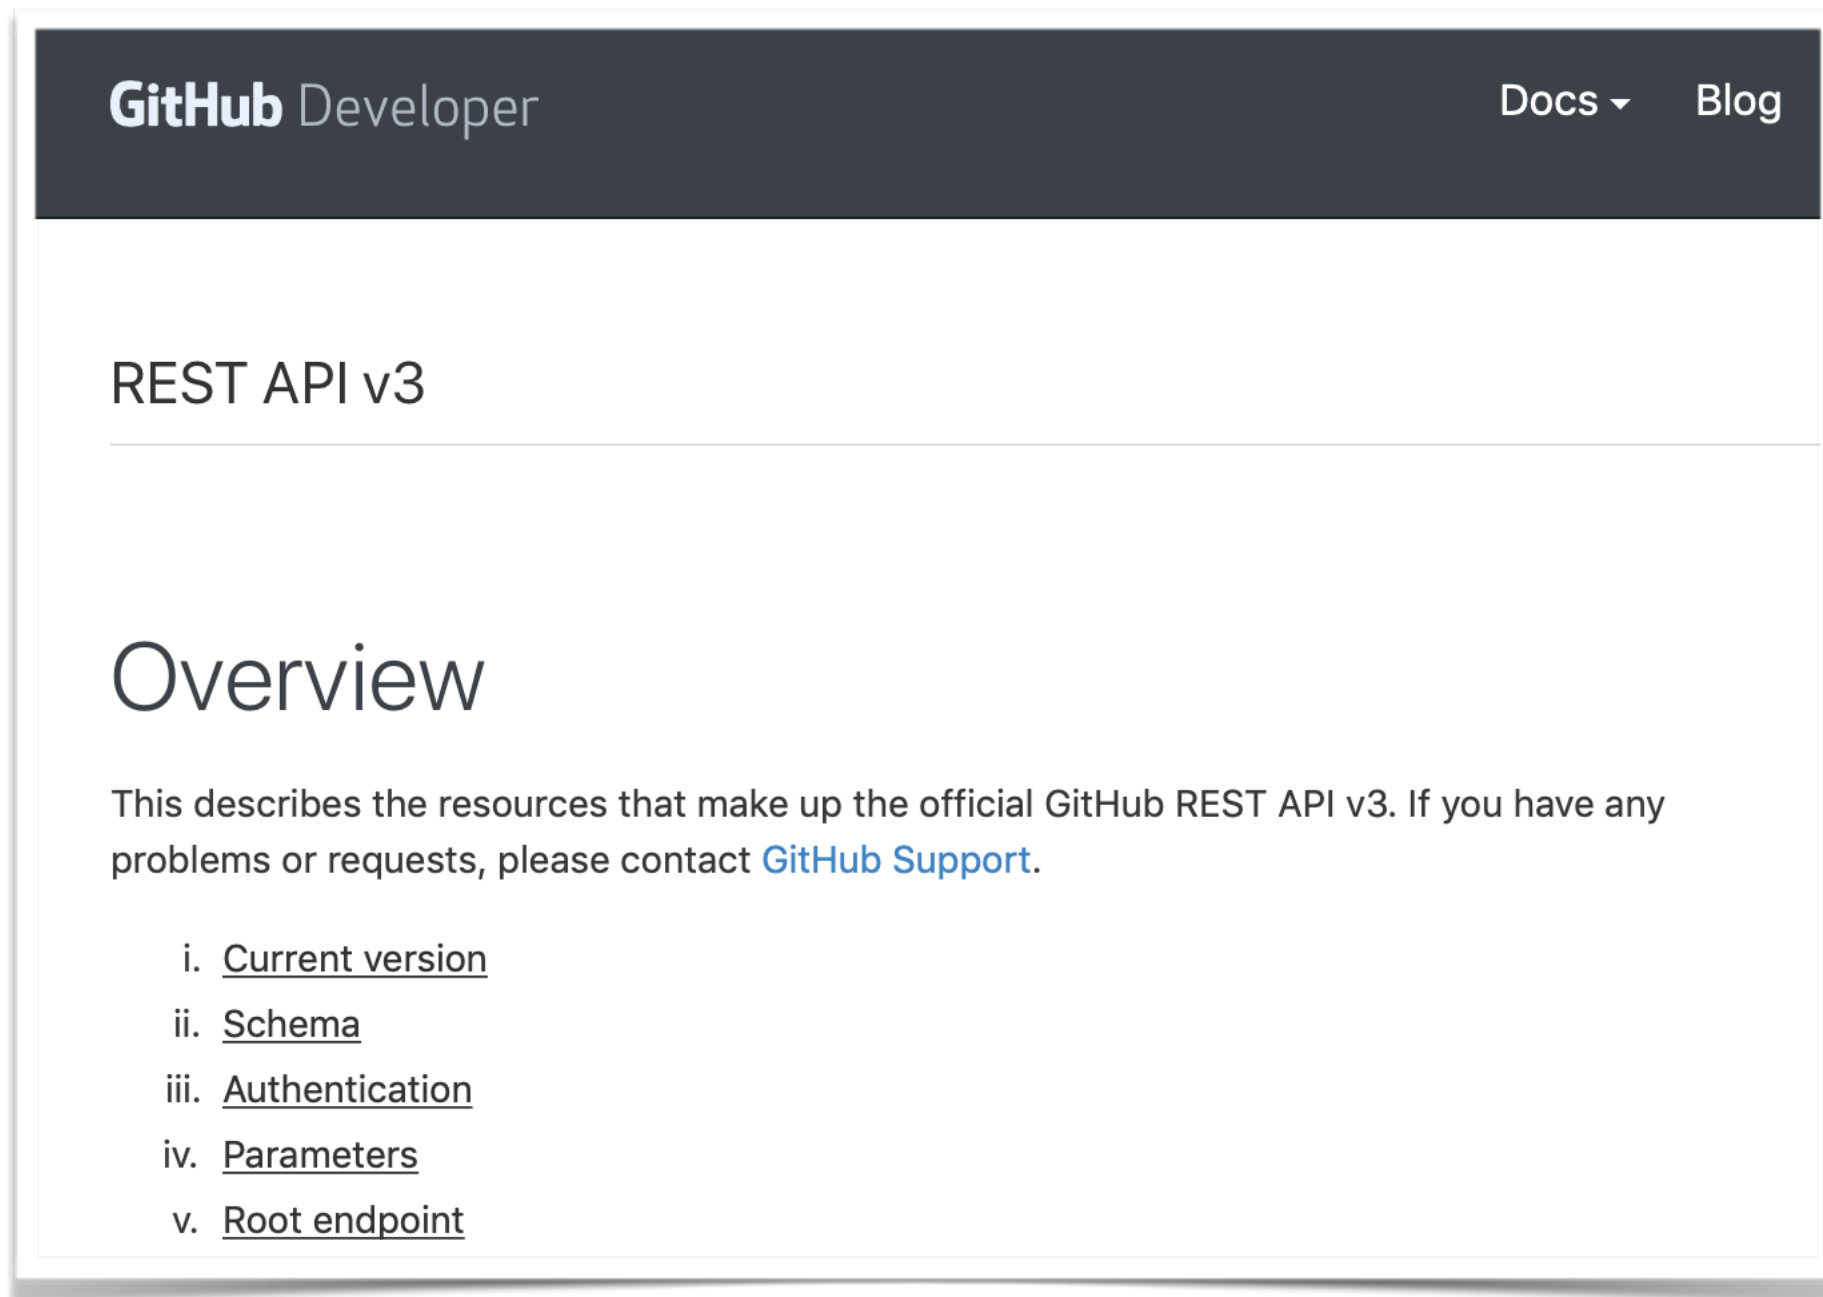 GitHub Developer
Docs Blog
REST API v3
Overview
This describes the resources that make up the official GitHub REST API v3. If you have any
problems or requests, please contact GitHub Support.
i. Current version
ii. Schema
iii. Authentication
iv. Parameters
v. Root endpoint